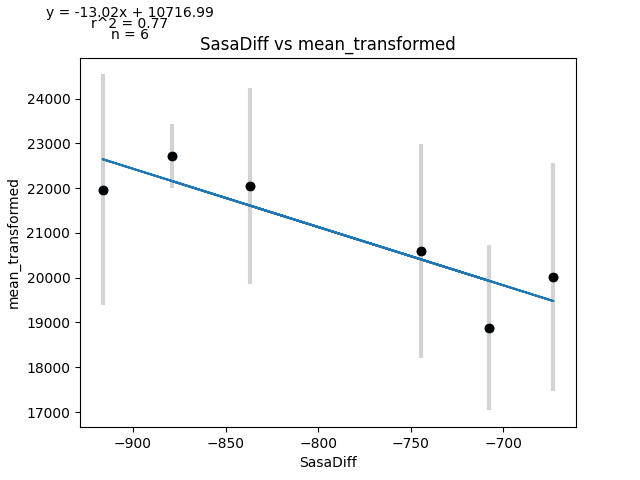 y = -13.02x + 10716.99
r^2 = 0.77
n = 6
SasaDiff vs mean_transformed
24000
23000
22000
21000
20000
19000
18000
17000
mean_transformed
−900 −850 −800 −750 −700
SasaDiff